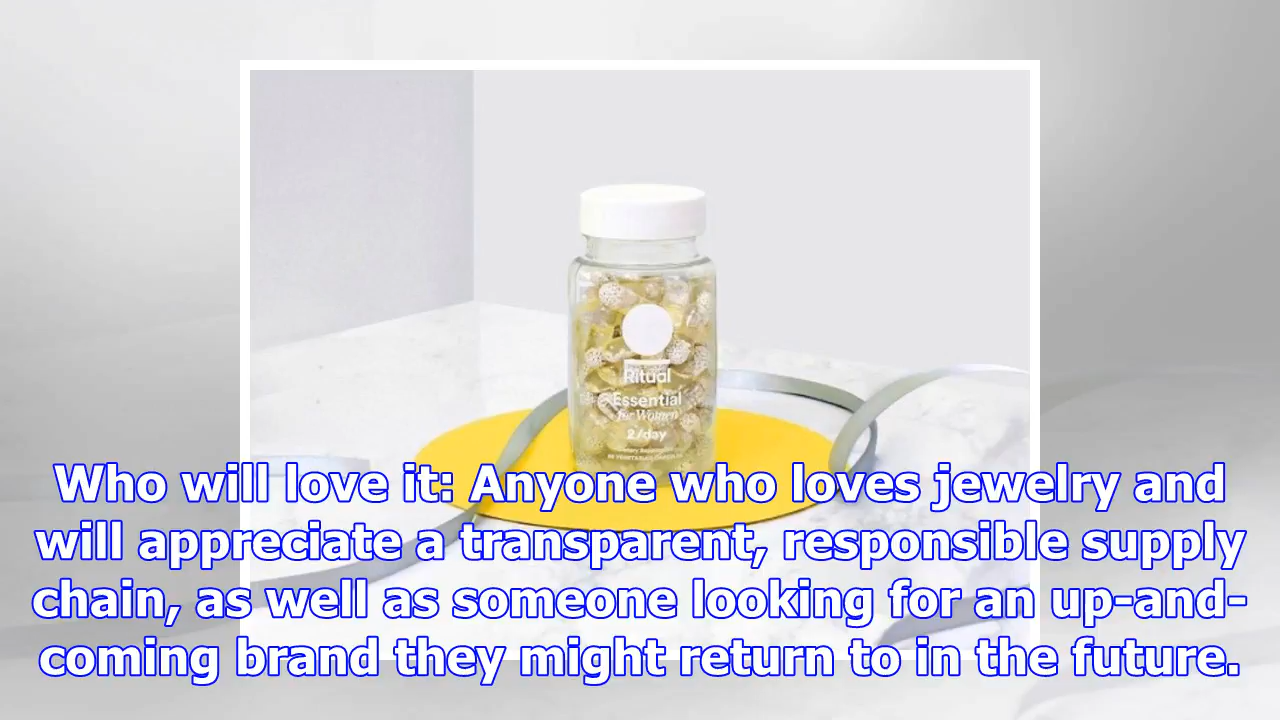 Ritual
Essential
for Women
2/day
Who will love it: Anyone who loves jewelry and
will appreciate a transparent, responsible supply
chain, as well as someone looking for an up-and-
coming brand they might return to in the future.